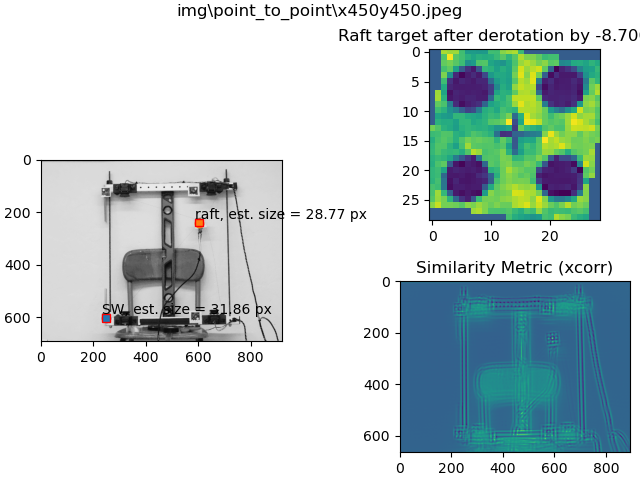 img\point_to_point\x450y450.jpeg
Raft target after derotation by -8.70
0
5
10
15
20
25
0 10 20
0
200
400
600
0 200 400 600 800
raft, est. size = 28.77 px
SW, est. size = 31.86 px
Similarity Metric (xcorr)
0
200
400
600
0 200 400 600 800